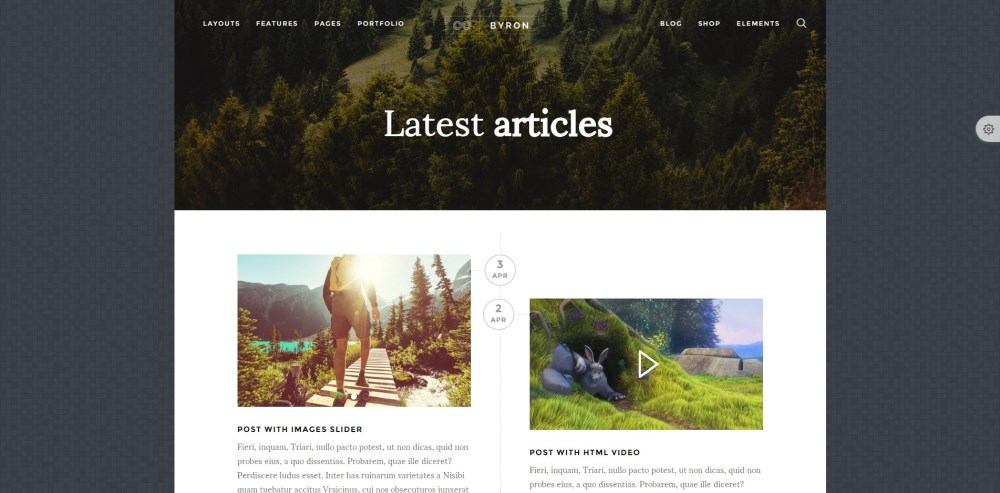 LAYOUTS FEATURES PAGES PORTFOLIO BYRON BLOG SHOP ELEMENTS
Latest articles
3
APR
2
APR
POST WITH IMAGES SLIDER
Fieri, inquam, Triari, nullo pacto potest, ut non dicas, quid non
probes eius, a quo dissentias. Probarem, quae ille diceret?
Perdiscere ludus esset. Inter has ruinarum varietates a Nisibi
quam tuebatur accitus Vrsicinus, cui nos obsecuturos iunxerat
POST WITH HTML VIDEO
Fieri, inquam, Triari, nullo pacto potest, ut non dicas, quid non
probes eius, a quo dissentias. Probarem, quae ille diceret?